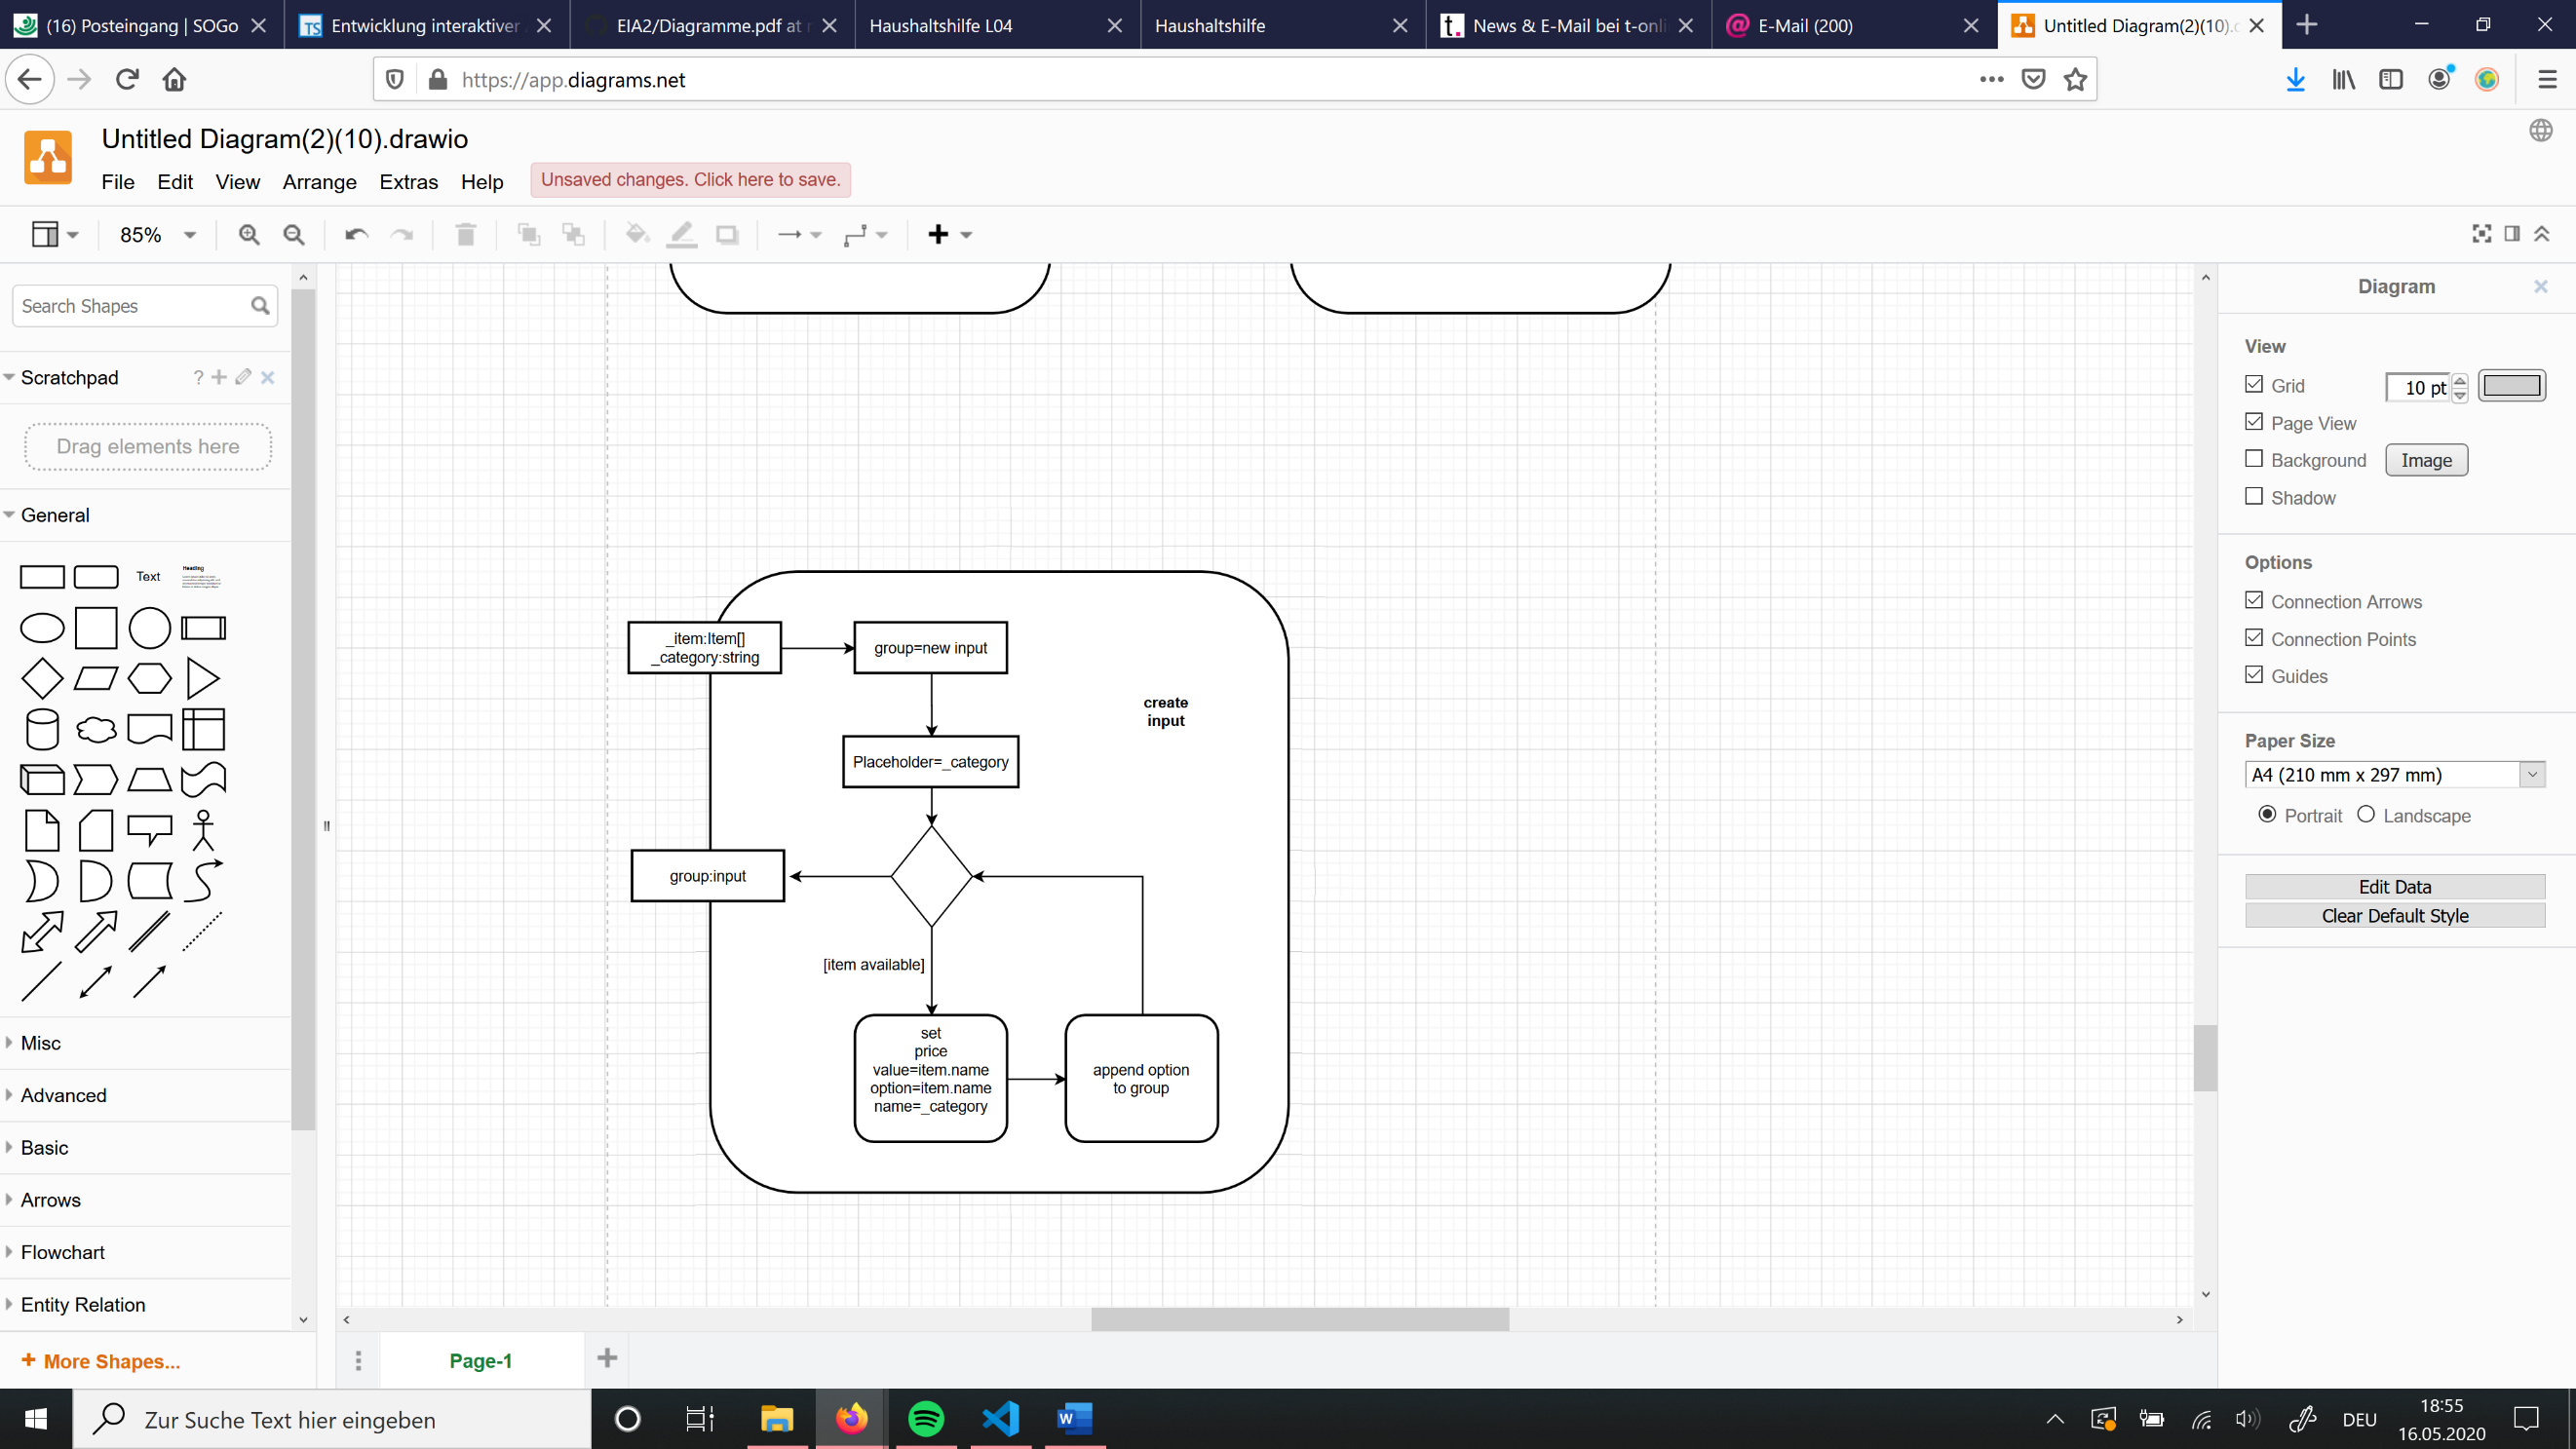 (16) Posteingang | SOGo
Entwicklung interaktiver
EIA2/Diagramme.pdf at
Haushaltshilfe L04
Haushaltshilfe
News & E-Mail bei t-onli
E-Mail (200)
Untitled Diagram(2)(10).
https://app.diagrams.net
Untitled Diagram(2)(10).drawio
File Edit View Arrange Extras Help Unsaved changes. Click here to save.
85%
Search Shapes
Scratchpad
?
Drag elements here
General
Text
Heading
Misc
Advanced
Basic
Arrows
Flowchart
Entity Relation
+ More Shapes...
_item:Item[]
_category:string
group=new input
create
input
Placeholder=_category
group:input
[item available]
set
price
value=item.name
option=item.name
name=_category
append option
to group
Page-1
Diagram
View
Grid 10 pt
Page View
Background Image
Shadow
Options
Connection Arrows
Connection Points
Guides
Paper Size
A4 (210 mm x 297 mm)
Portrait Landscape
Edit Data
Clear Default Style
Zur Suche Text hier eingeben
DEU
18:55
16.05.2020